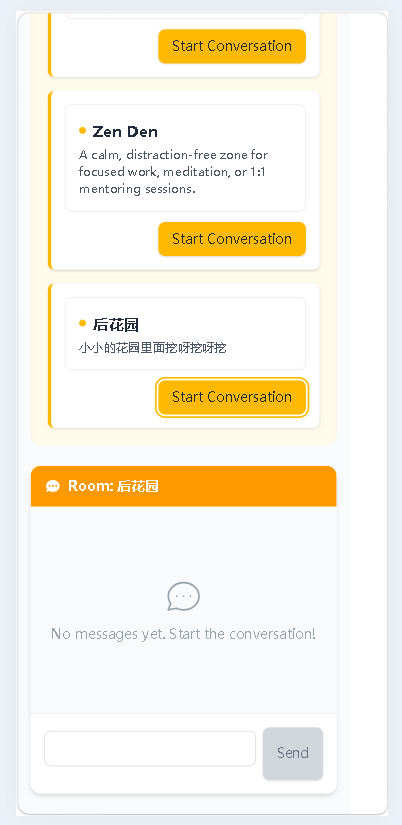 Start Conversation
Zen Den
A calm, distraction-free zone for
focused work, meditation, or 1:1
mentoring sessions.
Start Conversation
后花园
小小的花园里面挖呀挖呀挖
Start Conversation
Room: 后花园
No messages yet. Start the conversation!
Send